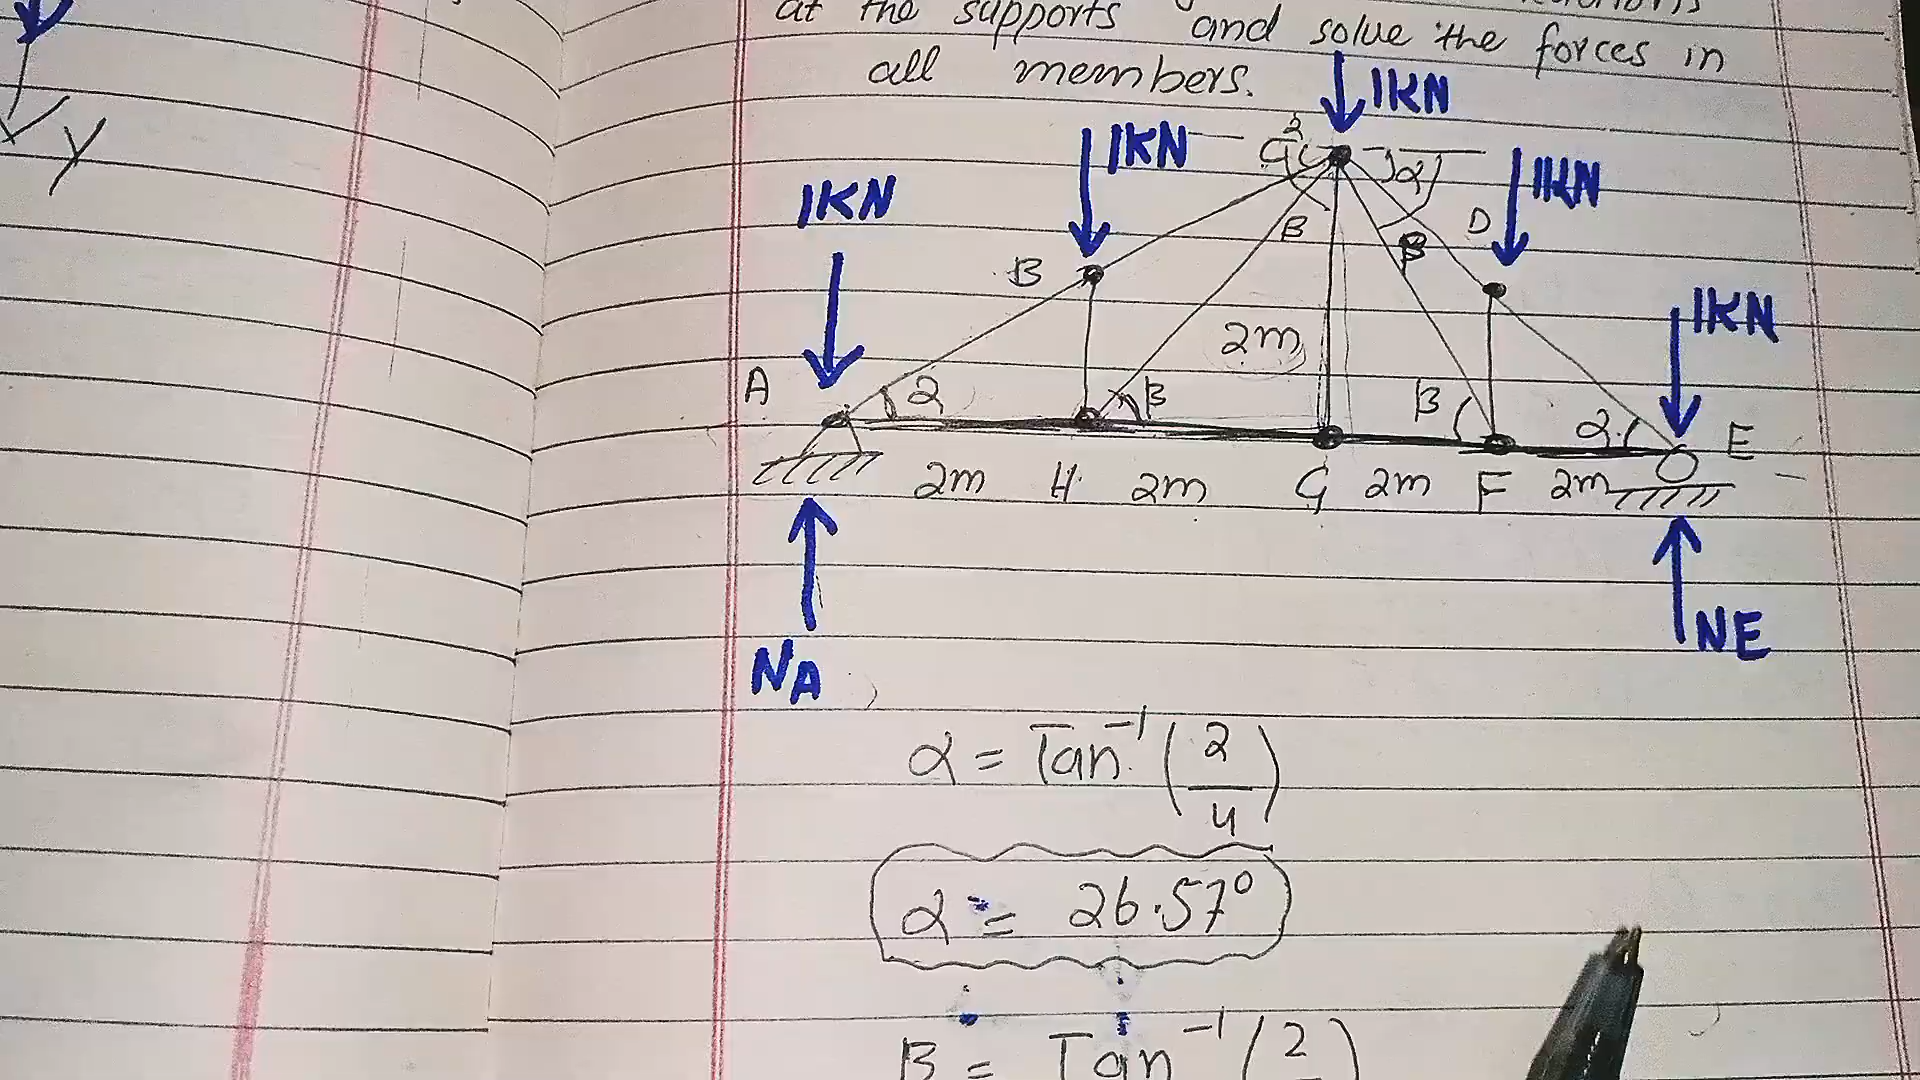 at the supports and solve the forces in
all members.
1KN
1KN
1KN
1KN
1KN
Y
α
α
B
D
B
β
2m
A
α
β
β
α
E
2m H 2m G 2m F 2m
NA
NE
α = Tan⁻¹ (2/4)
α = 26.57°
B = Tan⁻¹ (2